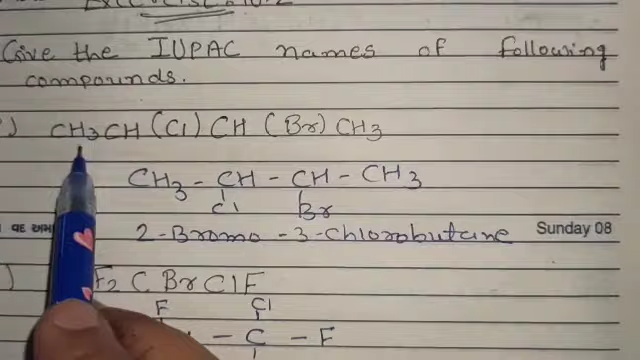 Give the IUPAC names of following
compounds.
) CH3CH (Cl) CH (Br) CH3
CH3 - CH - CH - CH3
Cl Br
2-Bromo-3-Chlorobutane
Sunday 08
F2 C Br Cl F
F Cl
- C - F